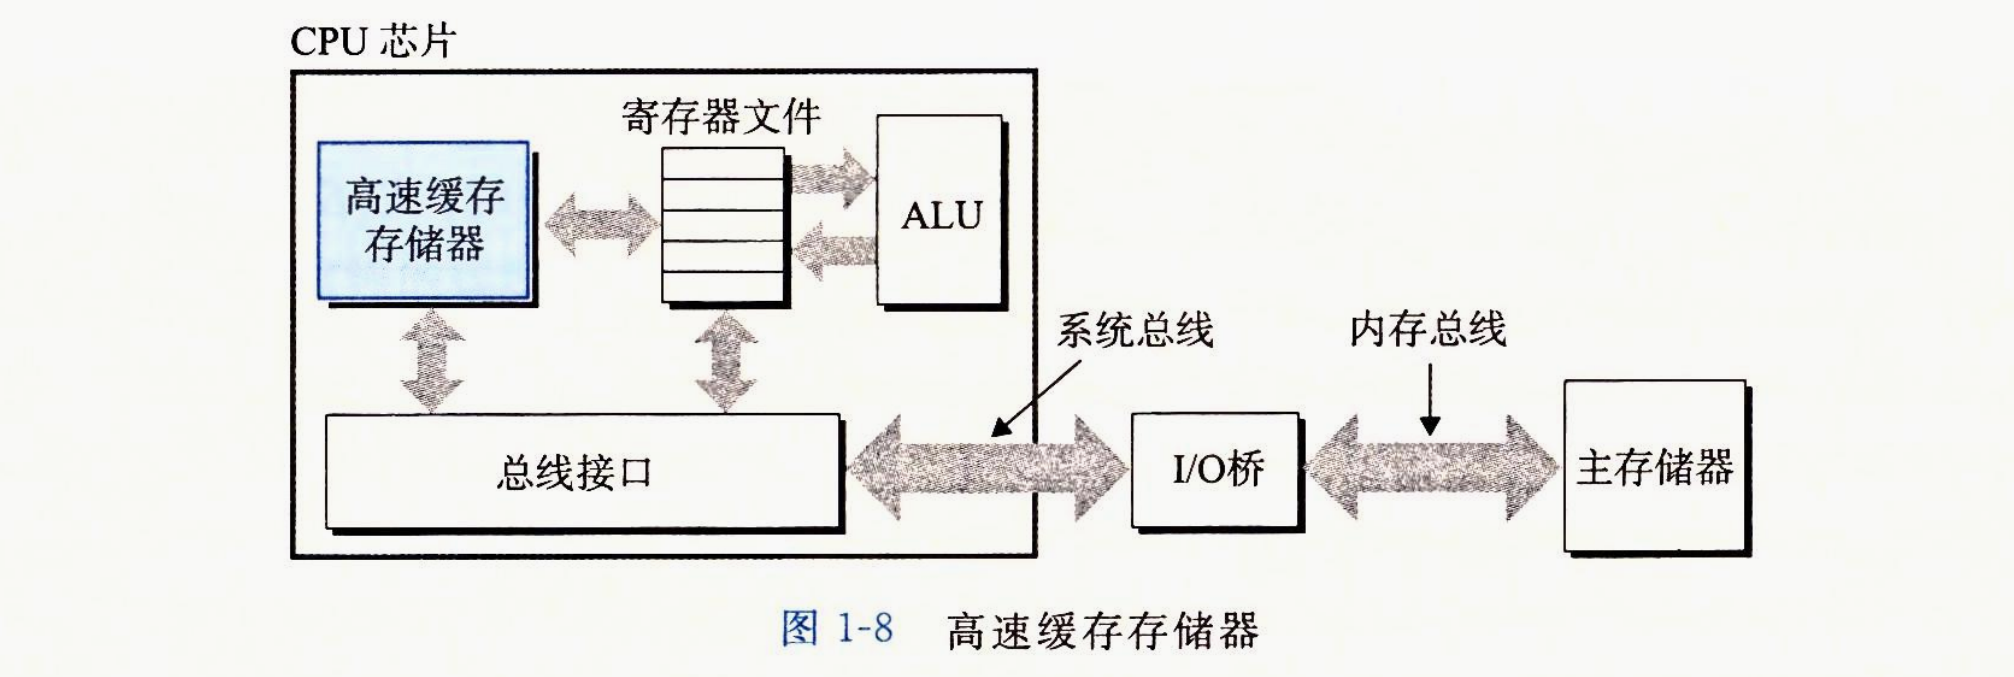 CPU 芯片
寄存器文件
高速缓存
存储器
ALU
系统总线
内存总线
总线接口
I/O桥
主存储器
图 1-8 高速缓存存储器